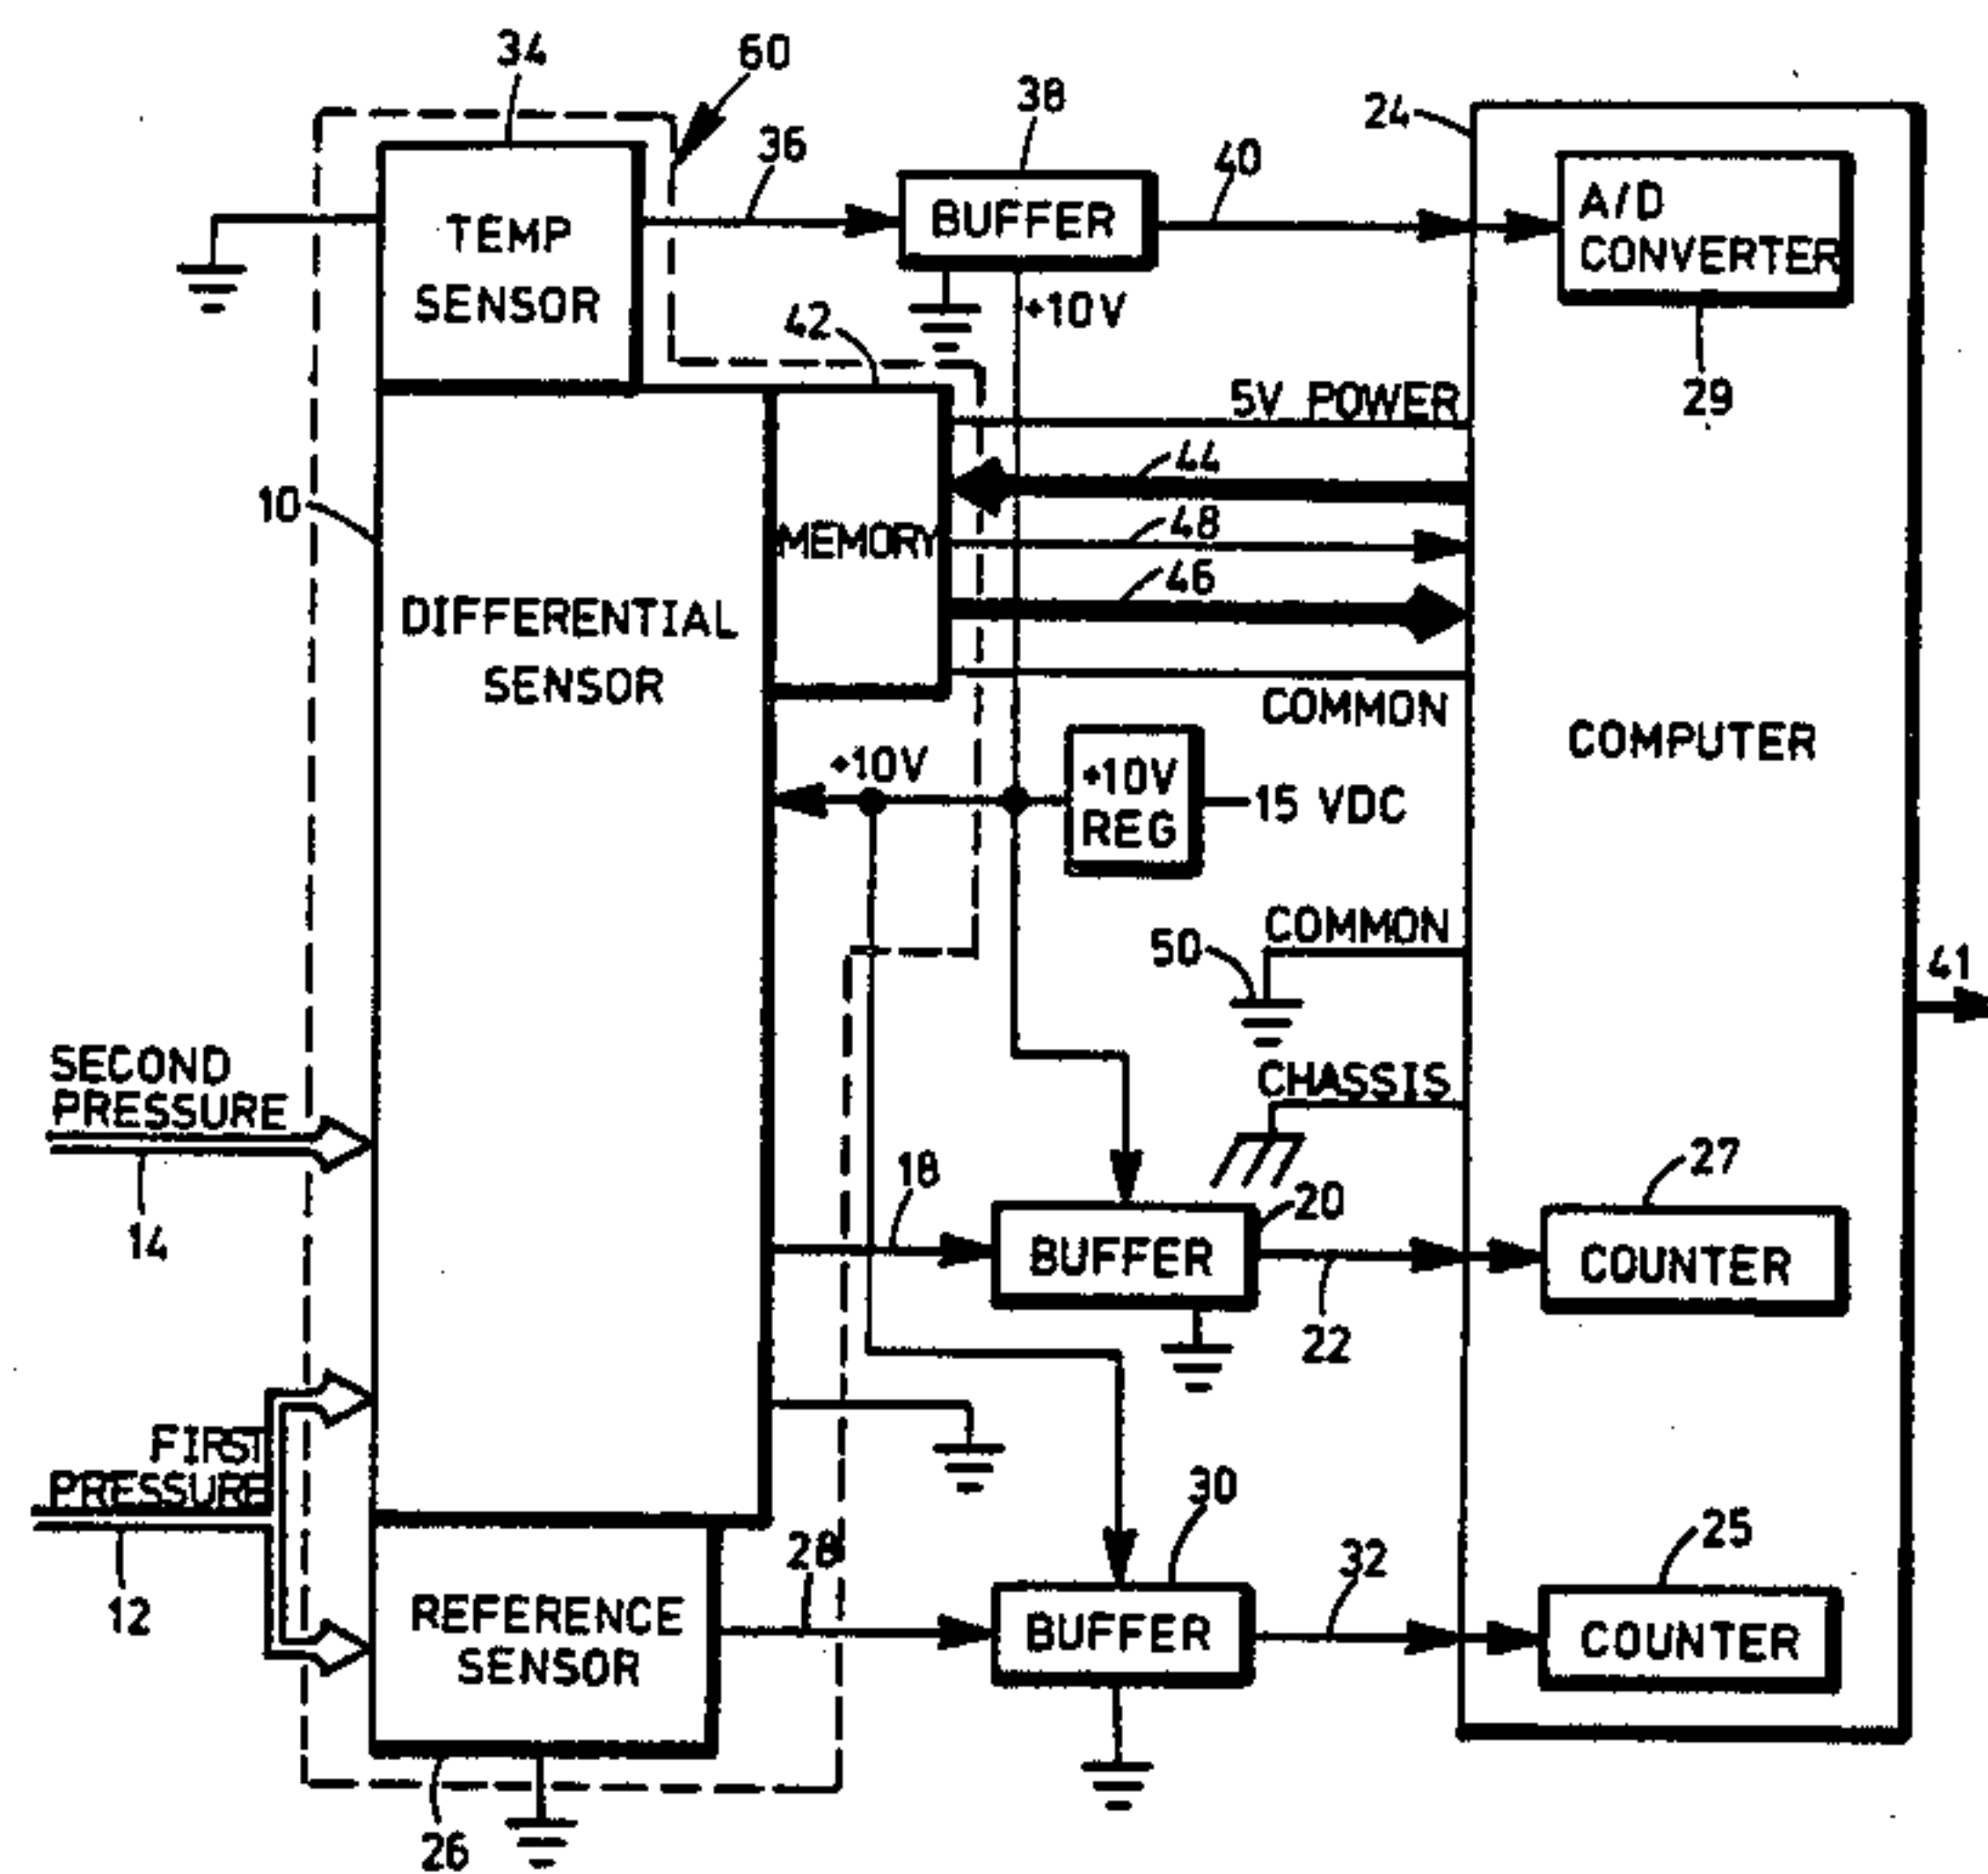 34
60
38
24
36
40
TEMP
SENSOR
BUFFER
A/D
CONVERTER
+10V
42
29
5V POWER
44
10
MEMORY
48
46
DIFFERENTIAL
SENSOR
COMMON
COMPUTER
+10V
+10V
REG
15 VDC
COMMON
50
41
SECOND
PRESSURE
CHASSIS
14
18
20
27
BUFFER
COUNTER
22
FIRST
PRESSURE
12
30
28
32
25
REFERENCE
SENSOR
BUFFER
COUNTER
26